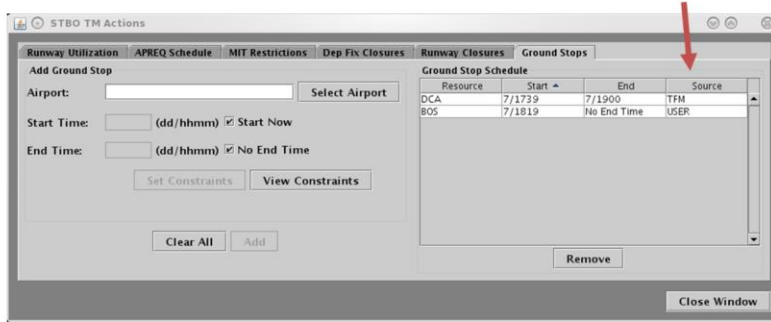 STBO TM Actions
Runway Utilization APREQ Schedule MIT Restrictions Dep Fix Closures Runway Closures Ground Stops
Add Ground Stop
Airport: Select Airport
Start Time: (dd/hhmm) Start Now
End Time: (dd/hhmm) No End Time
Set Constraints View Constraints
Clear All Add
Ground Stop Schedule
Resource Start End Source
DCA 7/1739 7/1900 TFM
BOS 7/1819 No End Time USER
Remove
Close Window